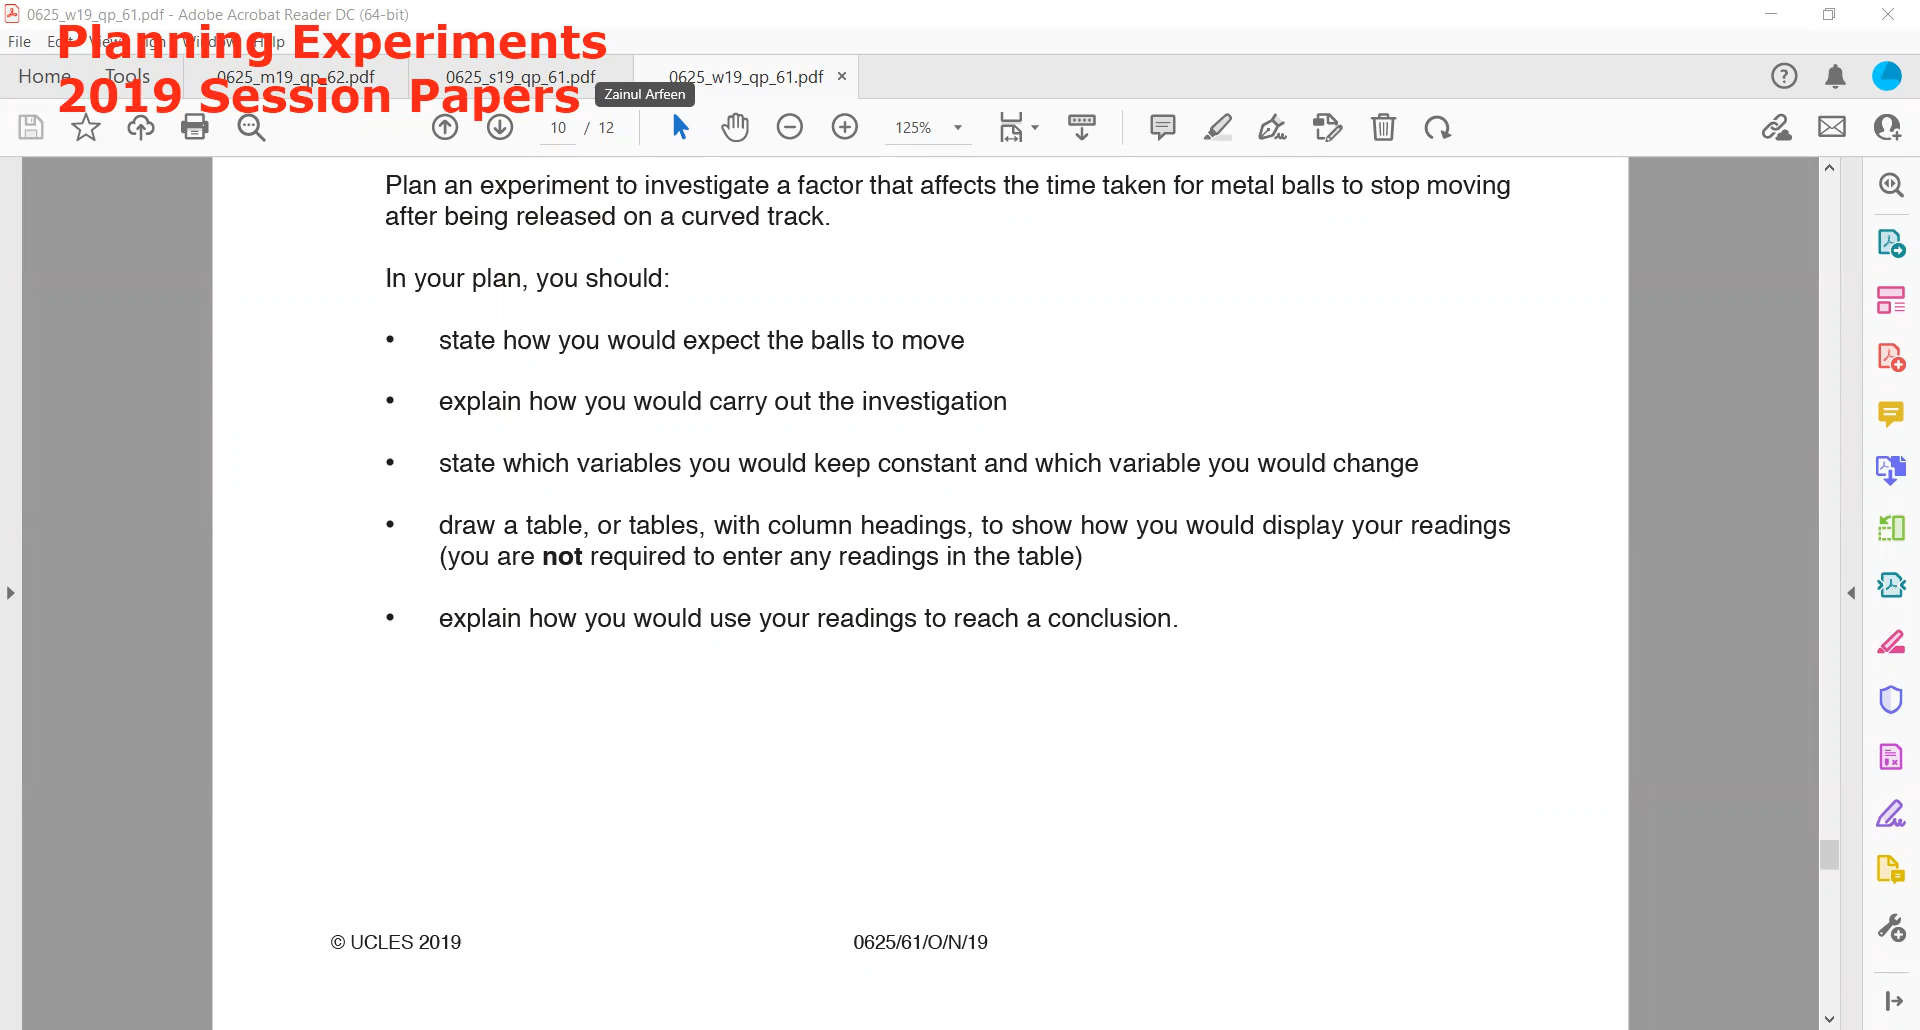 0625_w19_qp_61.pdf - Adobe Acrobat Reader DC (64-bit)
Planning Experiments
File Edit View Sign Window Help
Home Tools 0625_m19_qp_62.pdf 0625_s19_qp_61.pdf 0625_w19_qp_61.pdf ×
2019 Session Papers
Zainul Arfeen
10 / 12 125%
Plan an experiment to investigate a factor that affects the time taken for metal balls to stop moving
after being released on a curved track.
In your plan, you should:
• state how you would expect the balls to move
• explain how you would carry out the investigation
• state which variables you would keep constant and which variable you would change
• draw a table, or tables, with column headings, to show how you would display your readings
(you are not required to enter any readings in the table)
• explain how you would use your readings to reach a conclusion.
© UCLES 2019 0625/61/O/N/19